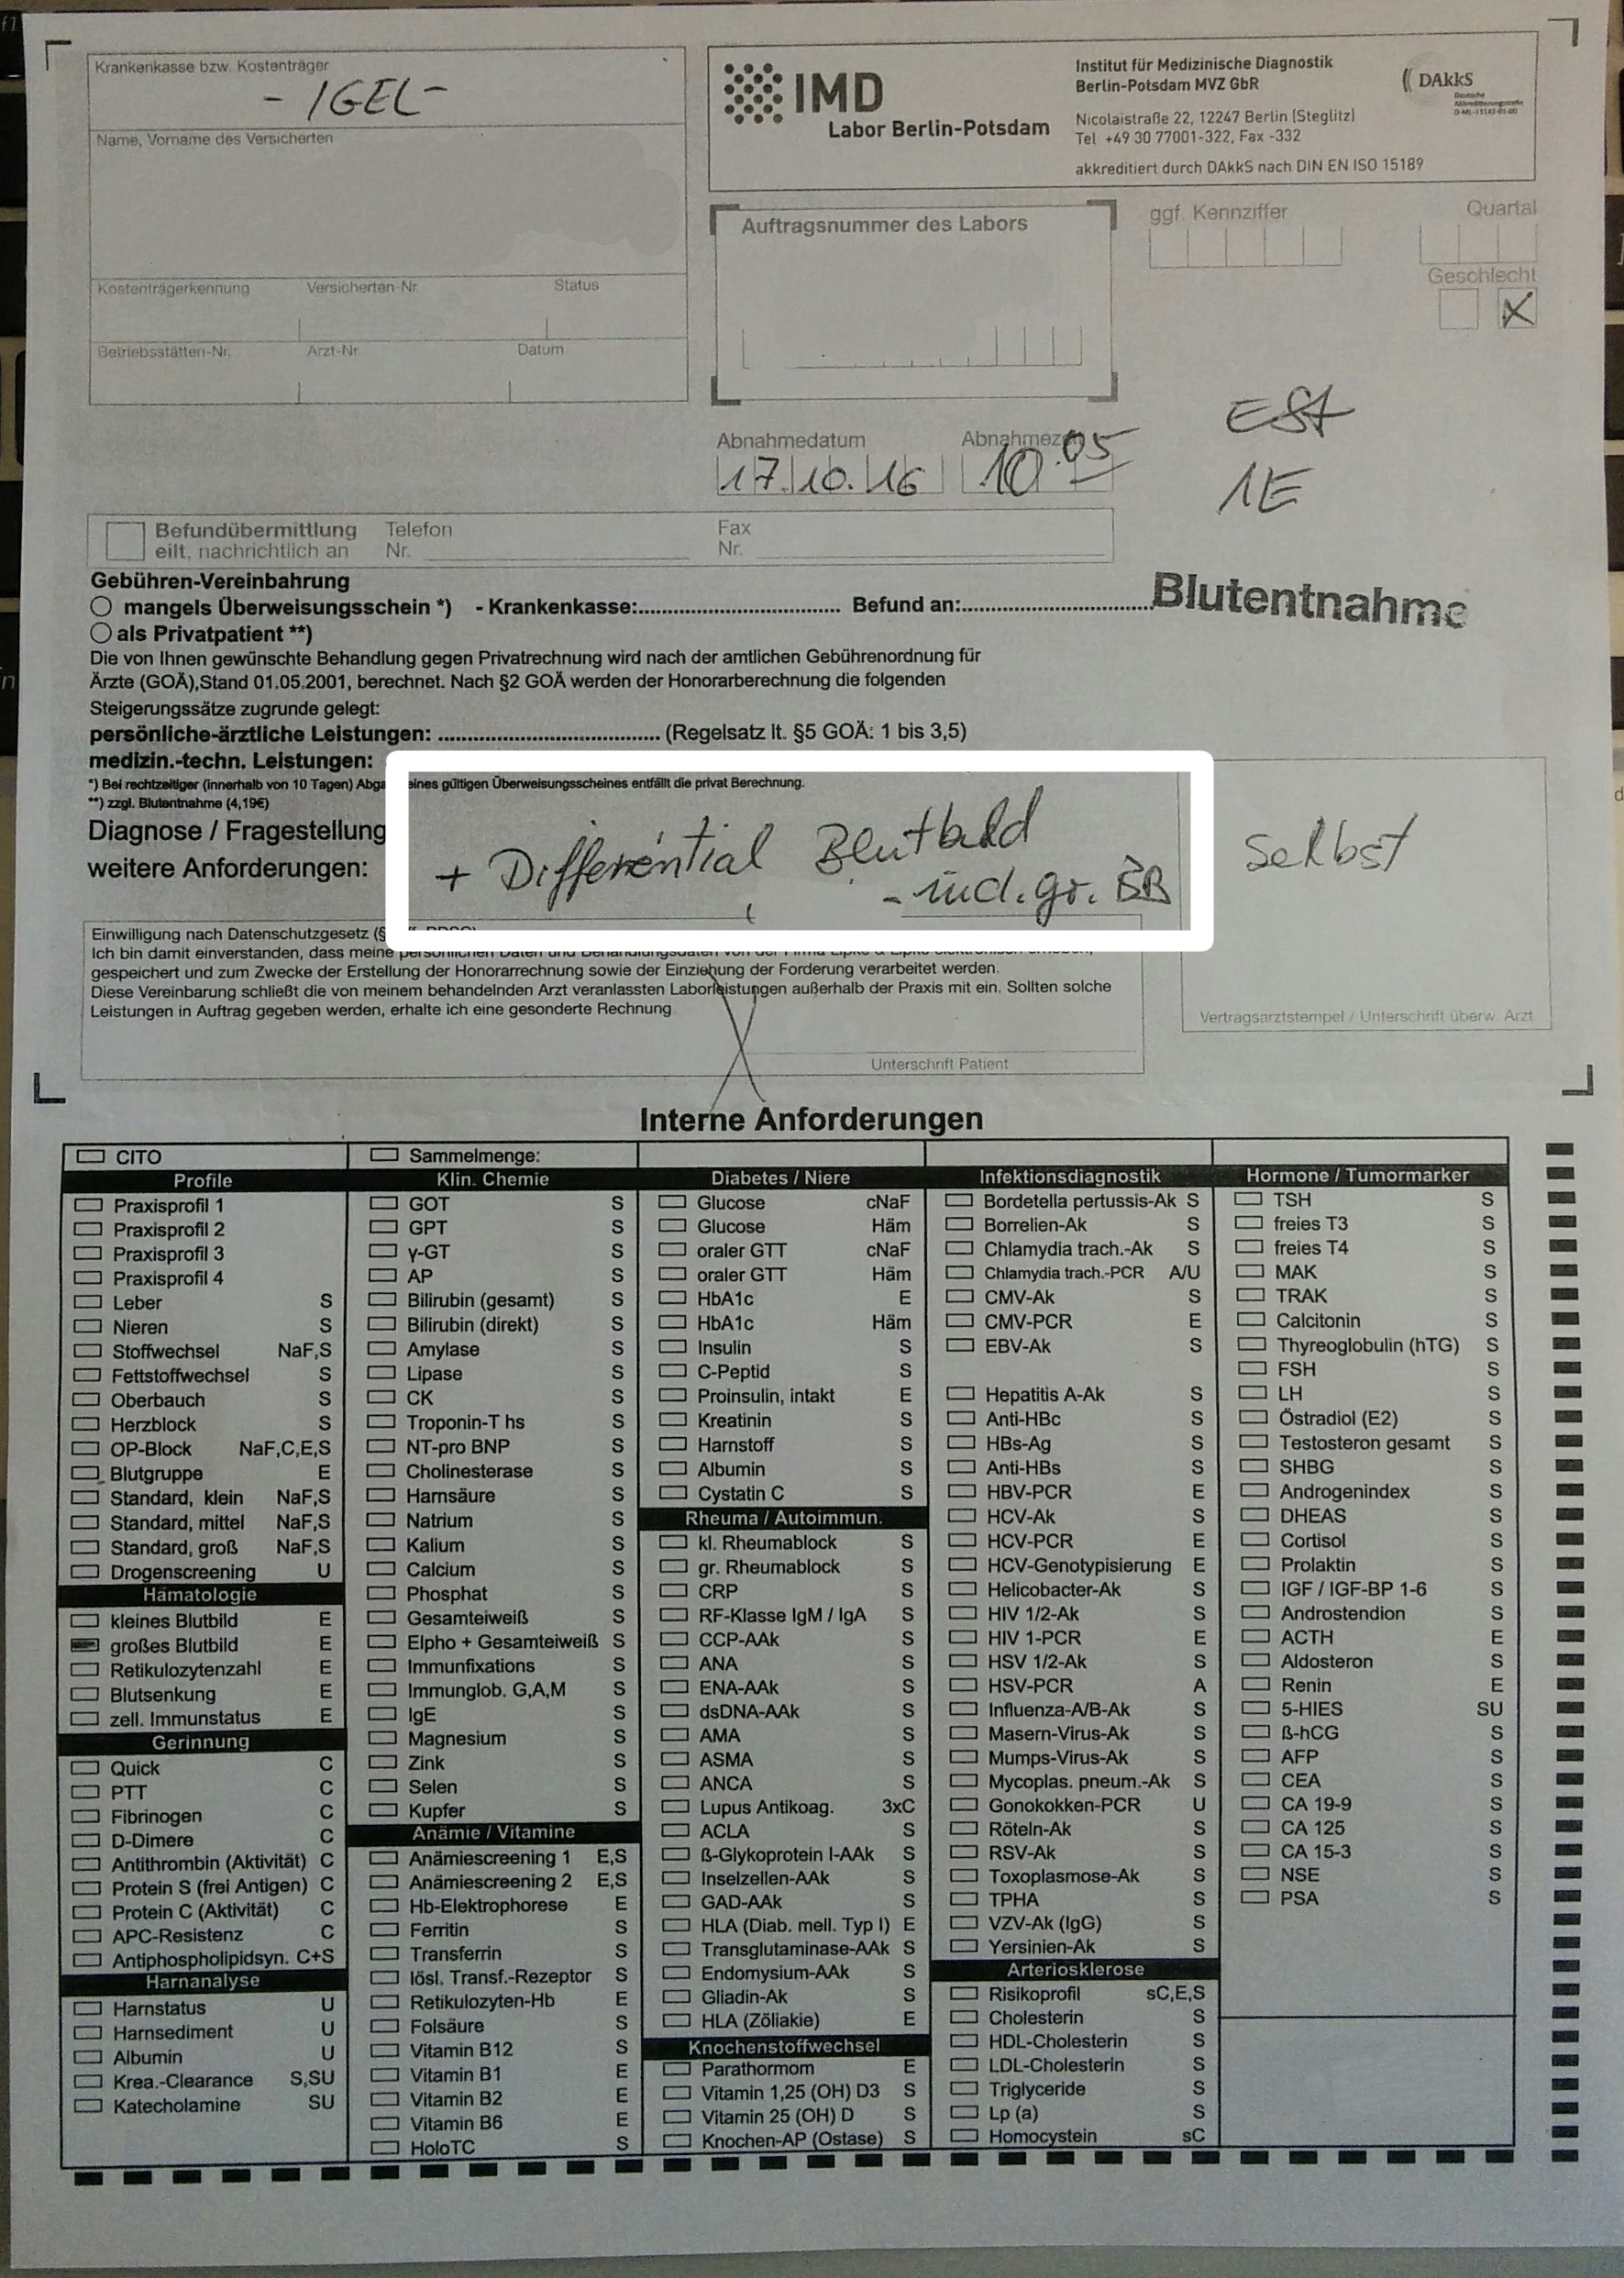 Krankenkasse bzw. Kostenträger
- IGEL -
Name, Vorname des Versicherten
Kostenträgerkennung Versicherten-Nr. Status
Betriebsstätten-Nr. Arzt-Nr. Datum
IMD
Labor Berlin-Potsdam
Institut für Medizinische Diagnostik
Berlin-Potsdam MVZ GbR
Nicolaistraße 22, 12247 Berlin (Steglitz)
Tel +49 30 77001-322, Fax -332
akkreditiert durch DAkkS nach DIN EN ISO 15189
DAkkS
Deutsche
Akkreditierungsstelle
Auftragsnummer des Labors
ggf. Kennziffer Quartal
Geschlecht
X
Abnahmedatum
17.10.16
10.05
1E
Befundübermittlung Telefon Fax
eilt, nachrichtlich an Nr. Nr.
Gebühren-Vereinbahrung
mangels Überweisungsschein *) - Krankenkasse:........ Befund an:........
Blutentnahme
als Privatpatient **)
Die von Ihnen gewünschte Behandlung gegen Privatrechnung wird nach der amtlichen Gebührenordnung für
Ärzte (GOÄ),Stand 01.05.2001, berechnet. Nach §2 GOÄ werden der Honorarberechnung die folgenden
Steigerungssätze zugrunde gelegt:
persönliche-ärztliche Leistungen: ........ (Regelsatz lt. §5 GOÄ: 1 bis 3,5)
medizin.-techn. Leistungen:
*) Bei rechtzeitiger (innerhalb von 10 Tagen) eines gültigen Überweisungsscheines entfällt die privat Berechnung.
**) zzgl. Blutentnahme (4,19€)
Diagnose / Fragestellung
weitere Anforderungen:
+ Differential Blutbild
- ind. gr. BB
Selbst
Einwilligung nach Datenschutzgesetz (§
Ich bin damit einverstanden, dass meine persönlichen Daten und Behandlungsdaten von der Firma
gespeichert und zum Zwecke der Erstellung der Honorarrechnung sowie der Einziehung der Forderung verarbeitet werden.
Diese Vereinbarung schließt die von meinem behandelnden Arzt veranlassten Laborleistungen außerhalb der Praxis mit ein. Sollten solche
Leistungen in Auftrag gegeben werden, erhalte ich eine gesonderte Rechnung
Unterschrift Patient
Vertragsarztstempel / Unterschrift überw. Arzt
Interne Anforderungen
CITO
Profile
Praxisprofil 1
Praxisprofil 2
Praxisprofil 3
Praxisprofil 4
Leber S
Nieren S
Stoffwechsel NaF,S
Fettstoffwechsel S
Oberbauch S
Herzblock S
OP-Block NaF,C,E,S
Blutgruppe E
Standard, klein NaF,S
Standard, mittel NaF,S
Standard, groß NaF,S
Drogenscreening U
Hämatologie
kleines Blutbild E
großes Blutbild E
Retikulozytenzahl E
Blutsenkung E
zell. Immunstatus E
Gerinnung
Quick C
PTT C
Fibrinogen C
D-Dimere C
Antithrombin (Aktivität) C
Protein S (frei Antigen) C
Protein C (Aktivität) C
APC-Resistenz C
Antiphospholipidsyn. C+S
Harnanalyse
Harnstatus U
Harnsediment U
Albumin U
Krea.-Clearance S,SU
Katecholamine SU
Sammelmenge:
Klin. Chemie
GOT S
GPT S
γ-GT S
AP S
Bilirubin (gesamt) S
Bilirubin (direkt) S
Amylase S
Lipase S
CK S
Troponin-T hs S
NT-pro BNP S
Cholinesterase S
Harnsäure S
Natrium S
Kalium S
Calcium S
Phosphat S
Gesamteiweiß S
Elpho + Gesamteiweiß S
Immunfixations S
Immunglob. G,A,M S
IgE S
Magnesium S
Zink S
Selen S
Kupfer S
Anämie / Vitamine
Anämiescreening 1 E,S
Anämiescreening 2 E,S
Hb-Elektrophorese E
Ferritin S
Transferrin S
lösl. Transf.-Rezeptor S
Retikulozyten-Hb E
Folsäure S
Vitamin B12 S
Vitamin B1 E
Vitamin B2 E
Vitamin B6 E
HoloTC S
Diabetes / Niere
Glucose cNaF
Glucose Häm
oraler GTT cNaF
oraler GTT Häm
HbA1c E
HbA1c Häm
Insulin S
C-Peptid S
Proinsulin, intakt E
Kreatinin S
Harnstoff S
Albumin S
Cystatin C S
Rheuma / Autoimmun.
kl. Rheumablock S
gr. Rheumablock S
CRP S
RF-Klasse IgM / IgA S
CCP-AAk S
ANA S
ENA-AAk S
dsDNA-AAk S
AMA S
ASMA S
ANCA S
Lupus Antikoag. 3xC
ACLA S
ß-Glykoprotein I-AAk S
Inselzellen-AAk S
GAD-AAk S
HLA (Diab. mell. Typ I) E
Transglutaminase-AAk S
Endomysium-AAk S
Gliadin-Ak S
HLA (Zöliakie) E
Knochenstoffwechsel
Parathormom E
Vitamin 1,25 (OH) D3 S
Vitamin 25 (OH) D S
Knochen-AP (Ostase) S
Infektionsdiagnostik
Bordetella pertussis-Ak S
Borrelien-Ak S
Chlamydia trach.-Ak S
Chlamydia trach.-PCR A/U
CMV-Ak S
CMV-PCR E
EBV-Ak S
Hepatitis A-Ak S
Anti-HBc S
HBs-Ag S
Anti-HBs S
HBV-PCR E
HCV-Ak S
HCV-PCR E
HCV-Genotypisierung E
Helicobacter-Ak S
HIV 1/2-Ak S
HIV 1-PCR E
HSV 1/2-Ak S
HSV-PCR A
Influenza-A/B-Ak S
Masern-Virus-Ak S
Mumps-Virus-Ak S
Mycoplas. pneum.-Ak S
Gonokokken-PCR U
Röteln-Ak S
RSV-Ak S
Toxoplasmose-Ak S
TPHA S
VZV-Ak (IgG) S
Yersinien-Ak S
Arteriosklerose
Risikoprofil sC,E,S
Cholesterin S
HDL-Cholesterin S
LDL-Cholesterin S
Triglyceride S
Lp (a) S
Homocystein sC
Hormone / Tumormarker
TSH S
freies T3 S
freies T4 S
MAK S
TRAK S
Calcitonin S
Thyreoglobulin (hTG) S
FSH S
LH S
Östradiol (E2) S
Testosteron gesamt S
SHBG S
Androgenindex S
DHEAS S
Cortisol S
Prolaktin S
IGF / IGF-BP 1-6 S
Androstendion S
ACTH E
Aldosteron S
Renin E
5-HIES SU
ß-hCG S
AFP S
CEA S
CA 19-9 S
CA 125 S
CA 15-3 S
NSE S
PSA S